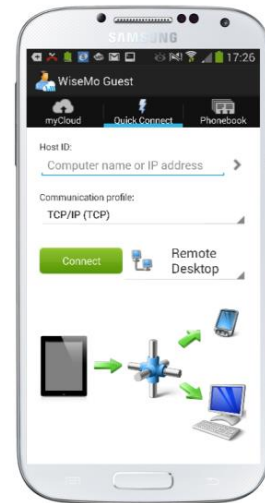 SAMSUNG
17:26
WiseMo Guest
myCloud Quick Connect Phonebook
Host ID:
Computer name or IP address
Communication profile:
TCP/IP (TCP)
Connect
Remote
Desktop